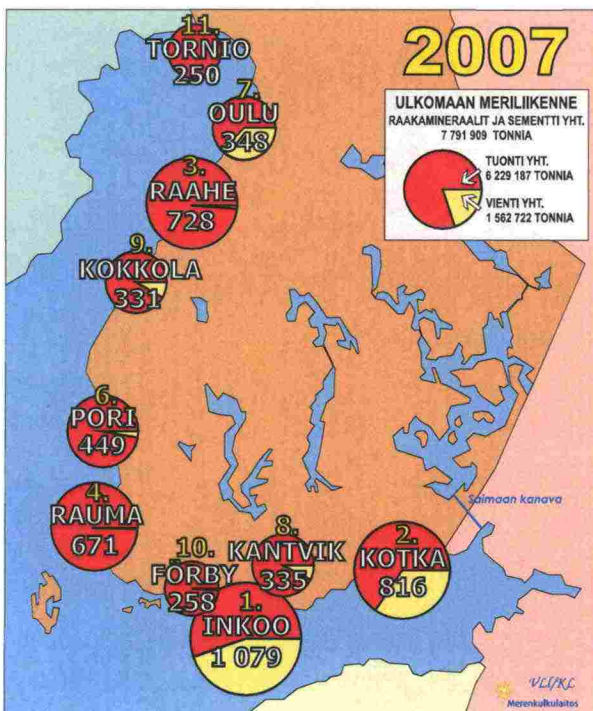 2007
ULKOMAAN MERILIIKENNE
RAAKAMINERAALIT JA SEMENTTI YHT.
7 791 909 TONNIA
TUONTI YHT.
6 229 187 TONNIA
VIENTI YHT.
1 562 722 TONNIA
11.
TORNIO
250
7.
OULU
348
3.
RAAHE
728
9.
KOKKOLA
331
6.
PORI
449
4.
RAUMA
671
10.
FÖRBY
258
8.
KANTVIK
335
2.
KOTKA
816
1.
INKOO
1 079
Saimaan kanava
VLI/KL
Merenkulkulaitos